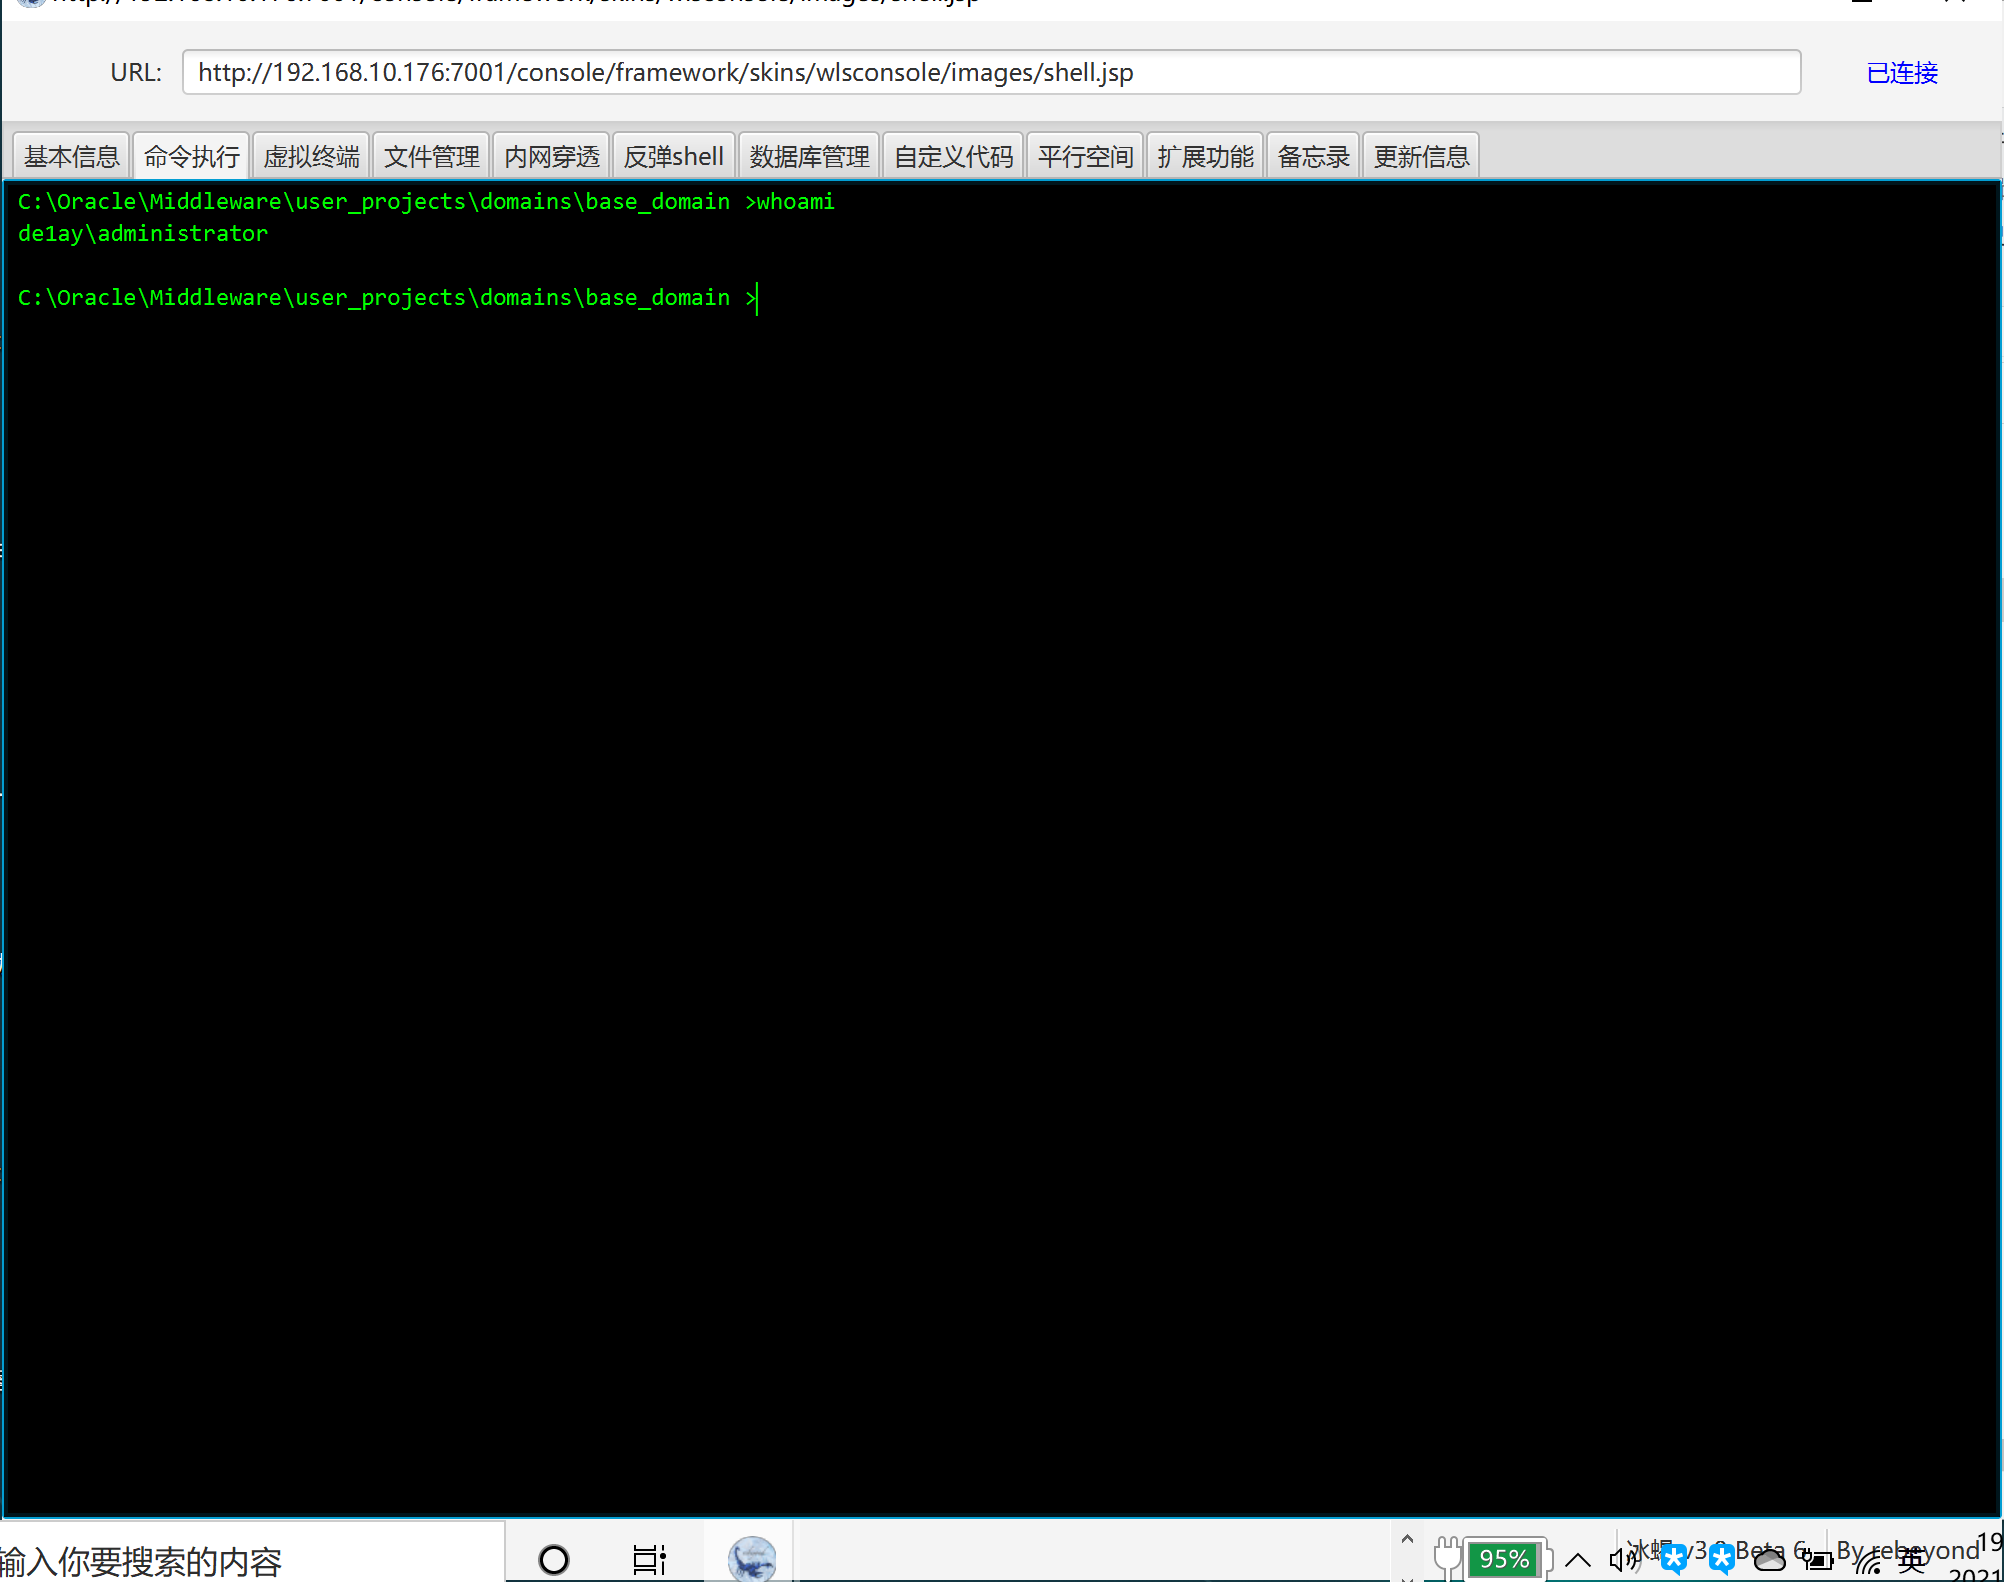 URL: http://192.168.10.176:7001/console/framework/skins/wlsconsole/images/shell.jsp 已连接
基本信息 命令执行 虚拟终端 文件管理 内网穿透 反弹shell 数据库管理 自定义代码 平行空间 扩展功能 备忘录 更新信息
C:\Oracle\Middleware\user_projects\domains\base_domain >whoami
de1ay\administrator
C:\Oracle\Middleware\user_projects\domains\base_domain >
输入你要搜索的内容
95%
Beta 6 By rebeyond
英
19
2021